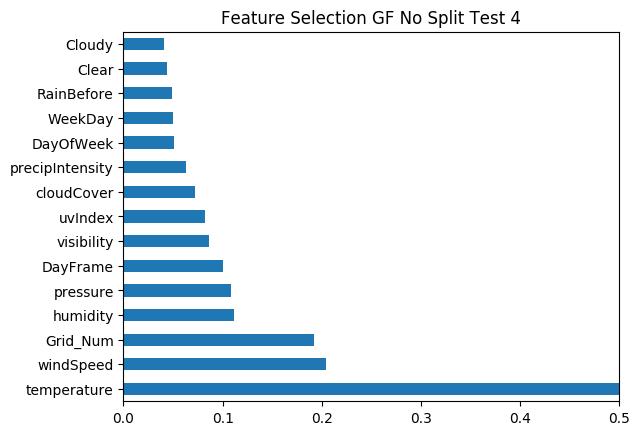 Feature Selection GF No Split Test 4
Cloudy
Clear
RainBefore
WeekDay
DayOfWeek
precipIntensity
cloudCover
uvIndex
visibility
DayFrame
pressure
humidity
Grid_Num
windSpeed
temperature
0.0 0.1 0.2 0.3 0.4 0.5